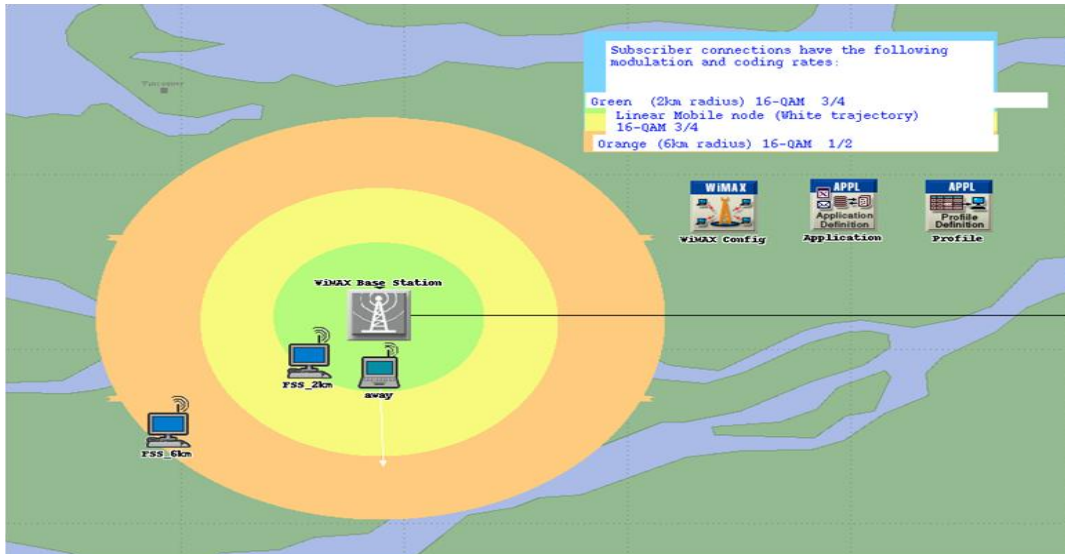 Subscriber connections have the following
modulation and coding rates:
Green (2km radius) 16-QAM 3/4
Linear Mobile node (White trajectory)
16-QAM 3/4
Orange (6km radius) 16-QAM 1/2
WiMAX
APPL
APPL
Application
Definition
Profile
Definition
WiMAX Config
Application
Profile
WiMAX Base Station
FSS_2km
away
FSS_6km